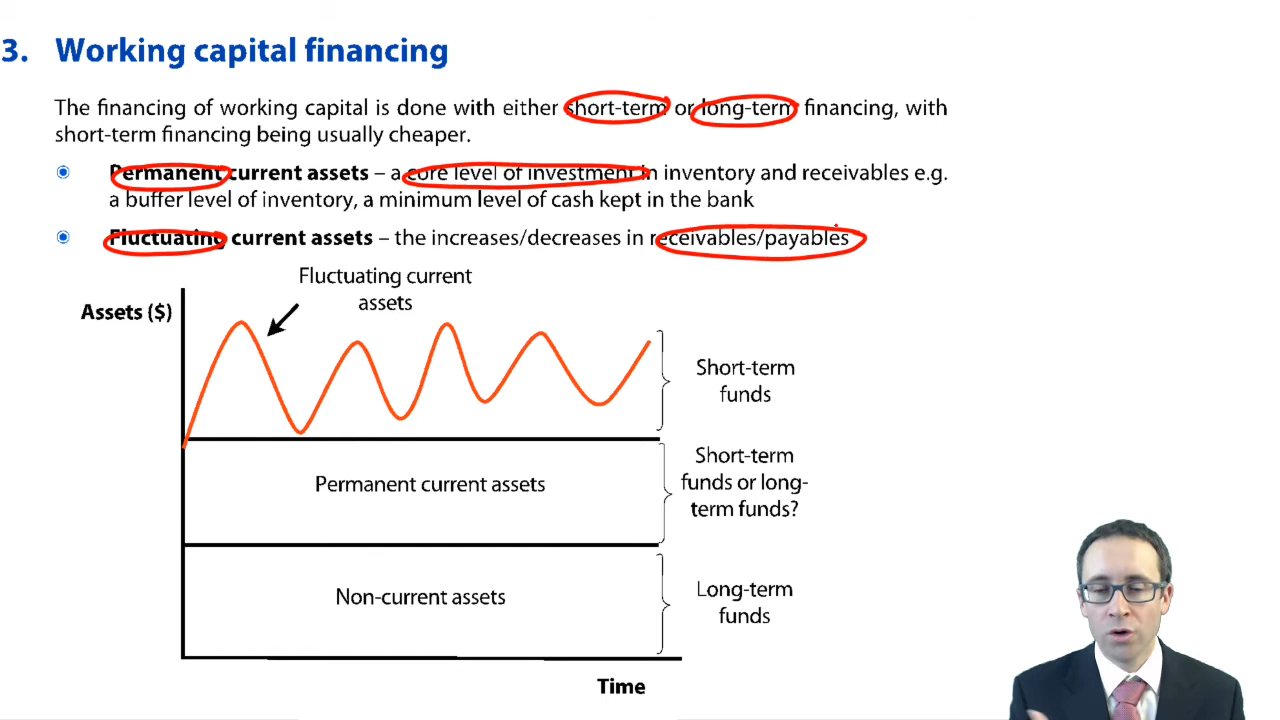 3. Working capital financing
The financing of working capital is done with either short-term or long-term financing, with
short-term financing being usually cheaper.
Permanent current assets – a core level of investment in inventory and receivables e.g.
a buffer level of inventory, a minimum level of cash kept in the bank
Fluctuating current assets – the increases/decreases in receivables/payables
Fluctuating current
assets
Assets ($)
Short-term
funds
Permanent current assets
Short-term
funds or long-
term funds?
Non-current assets
Long-term
funds
Time